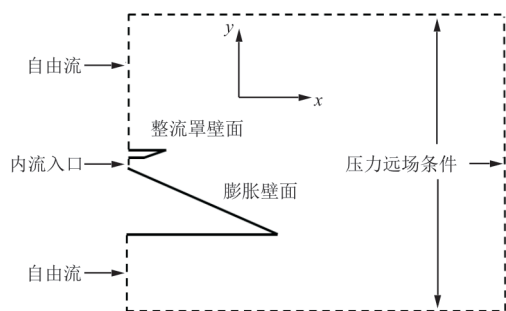 y
自由流
x
整流罩壁面
内流入口
压力远场条件
膨胀壁面
自由流